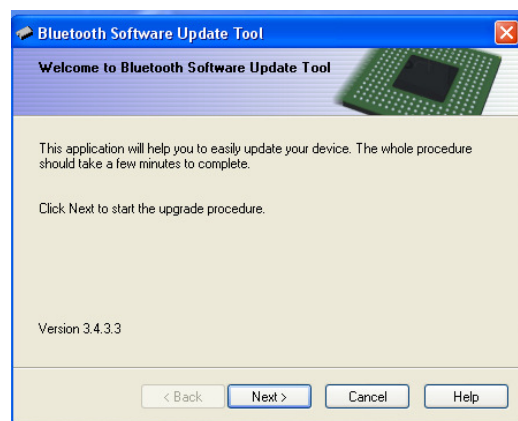 Bluetooth Software Update Tool
Welcome to Bluetooth Software Update Tool
This application will help you to easily update your device. The whole procedure
should take a few minutes to complete.
Click Next to start the upgrade procedure.
Version 3.4.3.3
< Back Next > Cancel Help